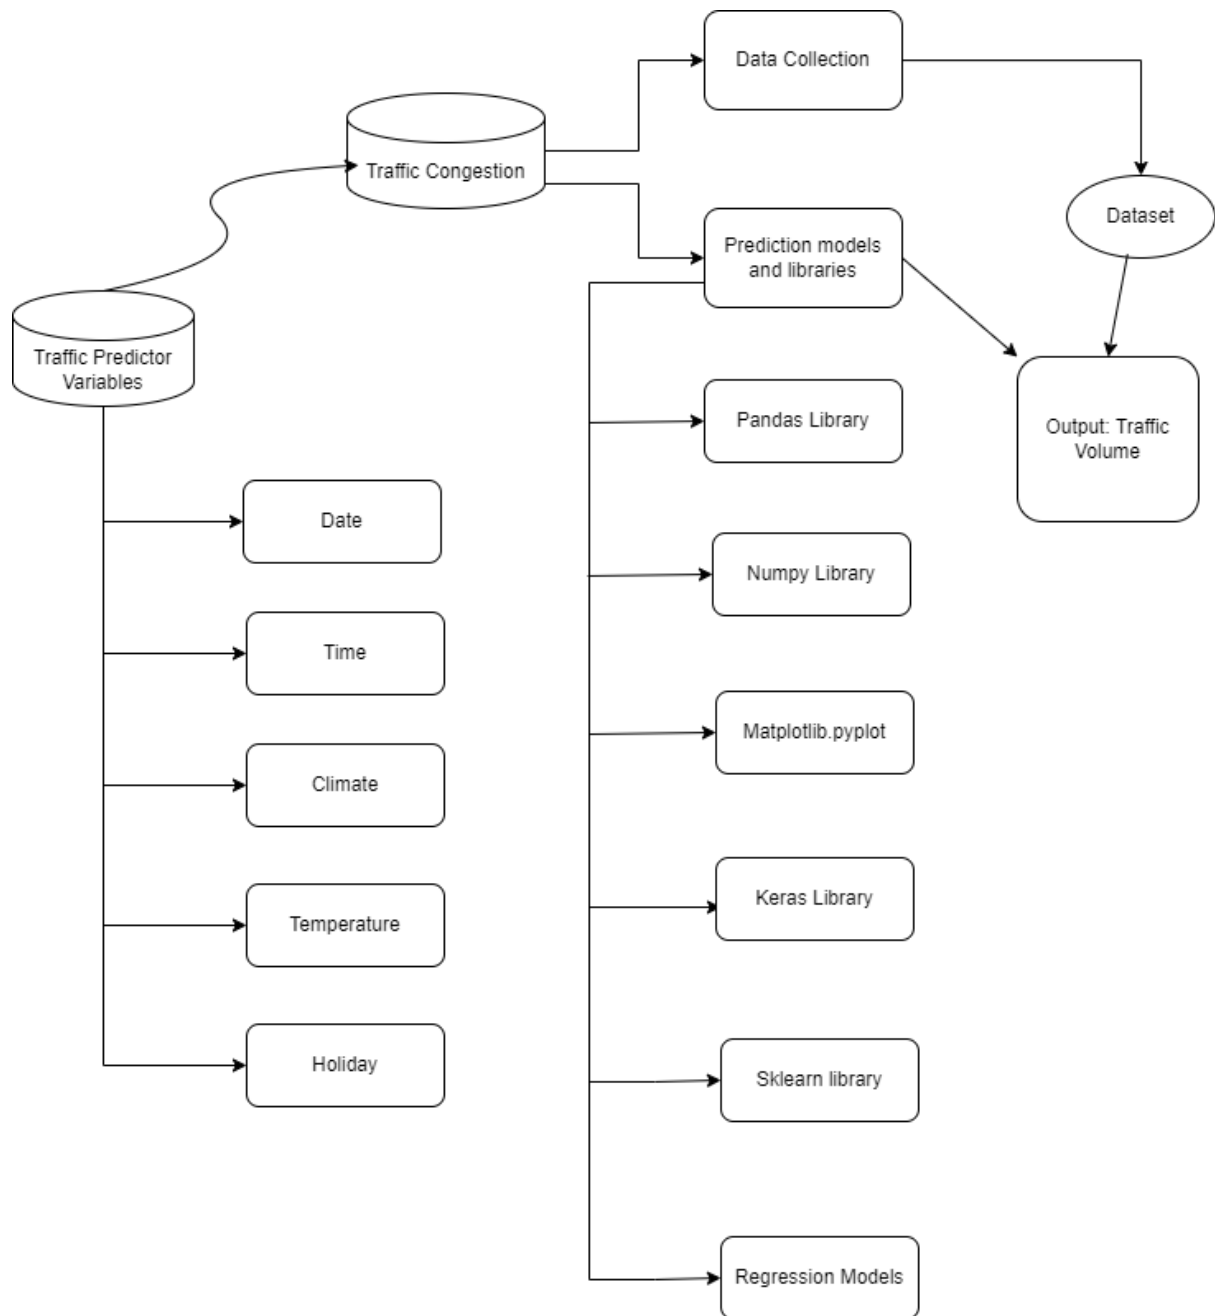 Data Collection
Traffic Congestion
Dataset
Prediction models
and libraries
Traffic Predictor
Variables
Pandas Library
Output: Traffic
Volume
Date
Numpy Library
Time
Matplotlib.pyplot
Climate
Keras Library
Temperature
Holiday
Sklearn library
Regression Models